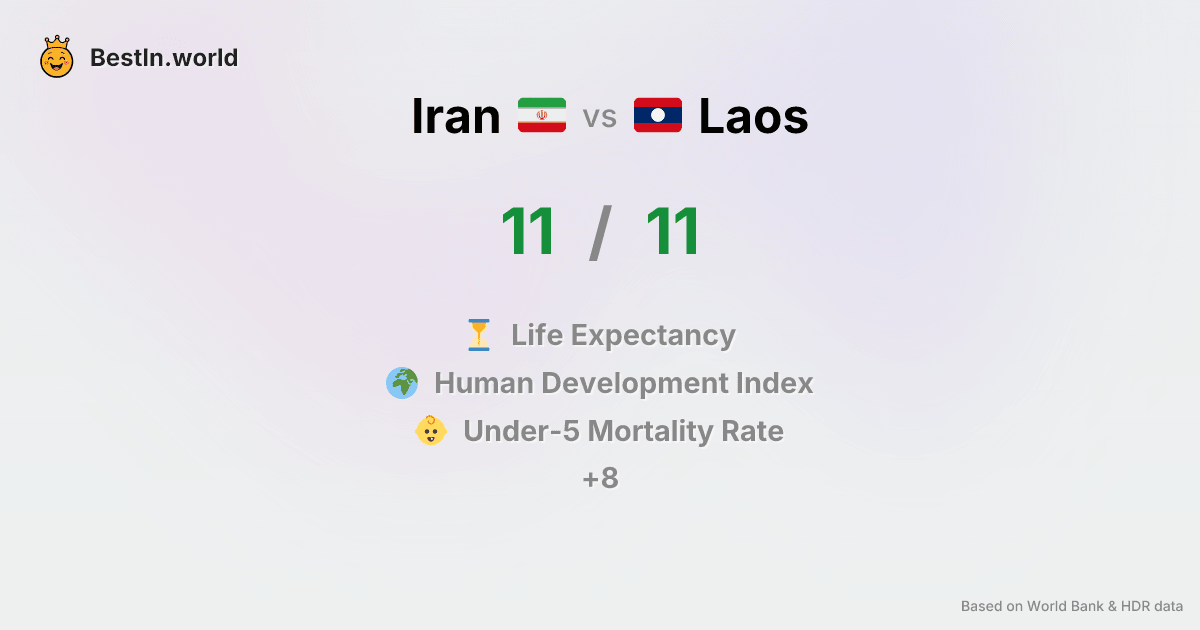 BestIn.world
Iran vs Laos
11 / 11
Life Expectancy
Human Development Index
Under-5 Mortality Rate
+8
Based on World Bank & HDR data